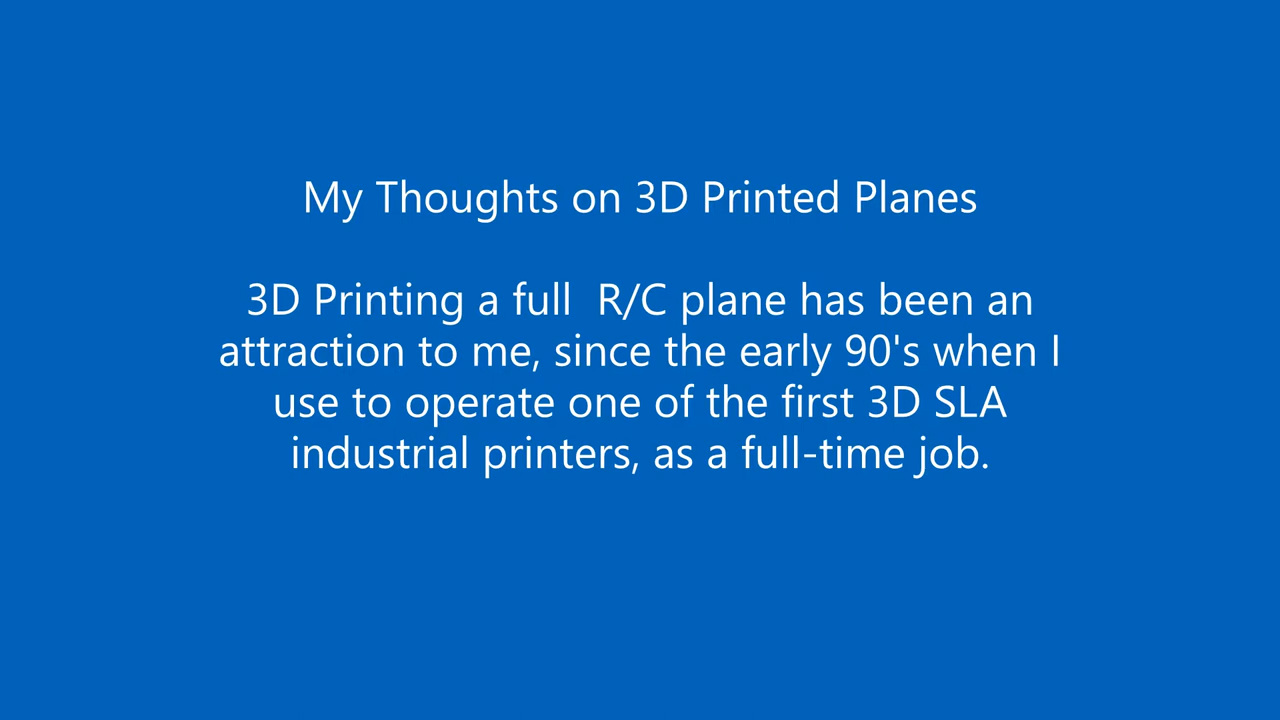 My Thoughts on 3D Printed Planes
3D Printing a full  R/C plane has been an
attraction to me, since the early 90's when I
use to operate one of the first 3D SLA
industrial printers, as a full-time job.